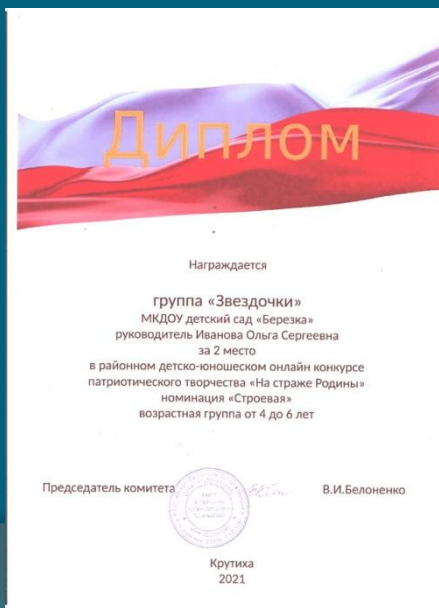 Диплом
Награждается
группа «Звездочки»
МКДОУ детский сад «Березка»
руководитель Иванова Ольга Сергеевна
за 2 место
в районном детско-юношеском онлайн конкурсе
патриотического творчества «На страже Родины»
номинация «Строевая»
возрастная группа от 4 до 6 лет
Председатель комитета В.И.Белоненко
Крутиха
2021